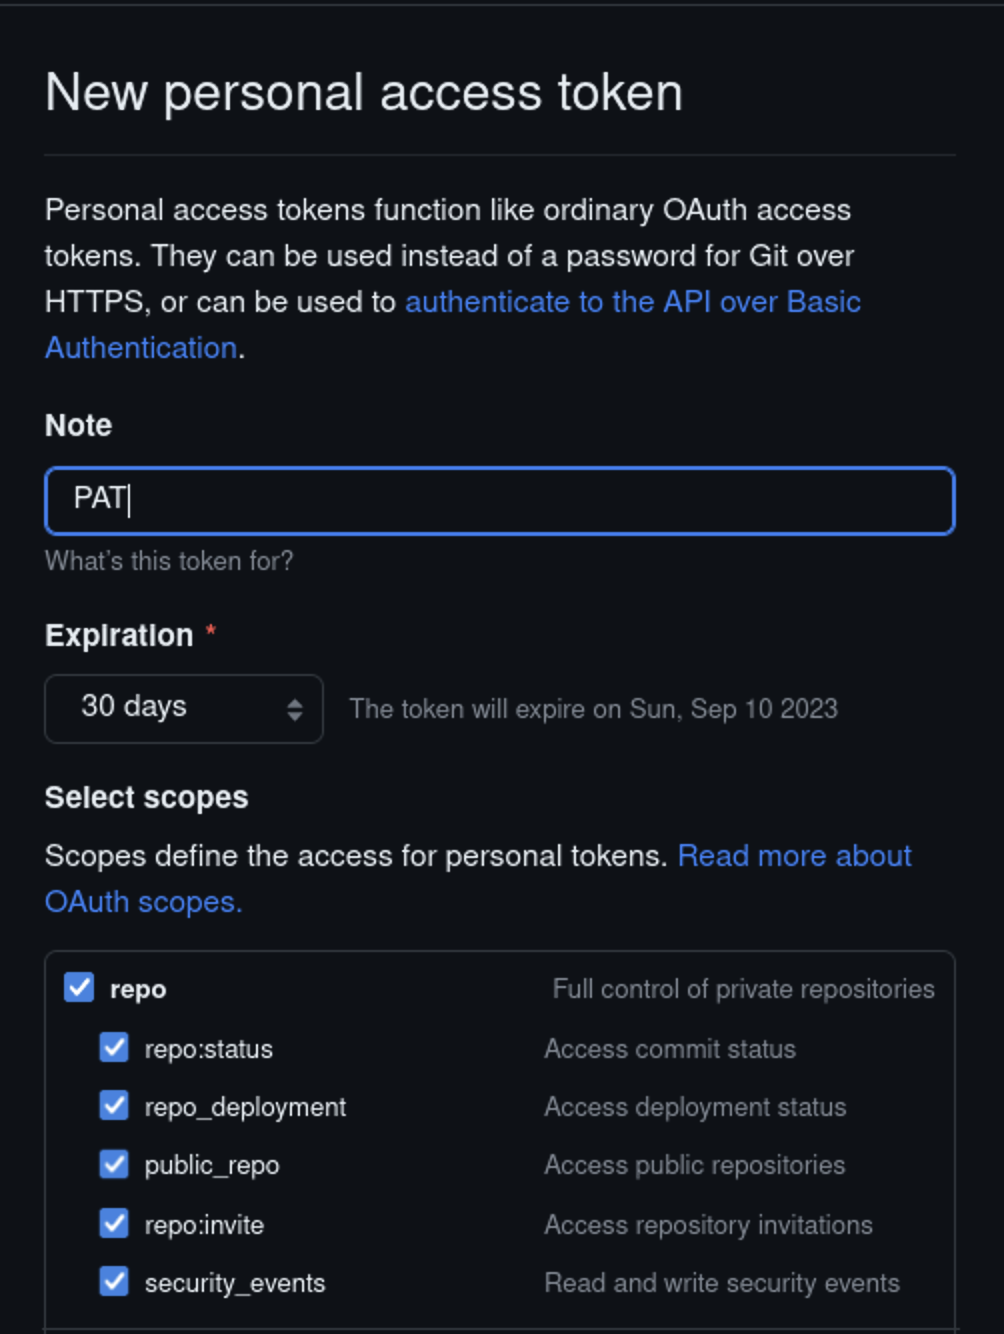 New personal access token
Personal access tokens function like ordinary OAuth access
tokens. They can be used instead of a password for Git over
HTTPS, or can be used to authenticate to the API over Basic
Authentication.
Note
PAT
What's this token for?
Expiration *
30 days The token will expire on Sun, Sep 10 2023
Select scopes
Scopes define the access for personal tokens. Read more about
OAuth scopes.
repo Full control of private repositories
repo:status Access commit status
repo_deployment Access deployment status
public_repo Access public repositories
repo:invite Access repository invitations
security_events Read and write security events